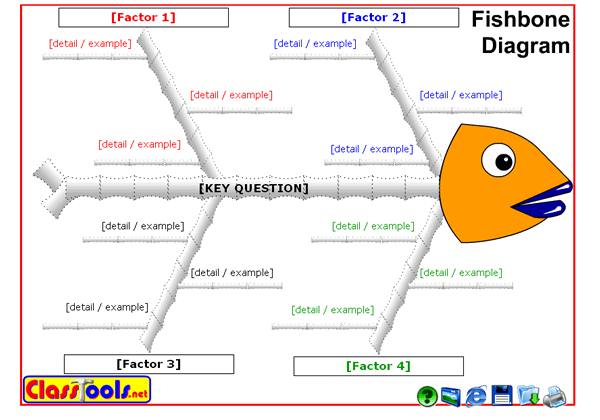 [Factor 1]
[Factor 2]
Fishbone
Diagram
[detail / example]
[detail / example]
[detail / example]
[detail / example]
[detail / example]
[detail / example]
[KEY QUESTION]
[detail / example]
[detail / example]
[detail / example]
[detail / example]
[detail / example]
[detail / example]
[Factor 3]
[Factor 4]
ClassTools.net
?